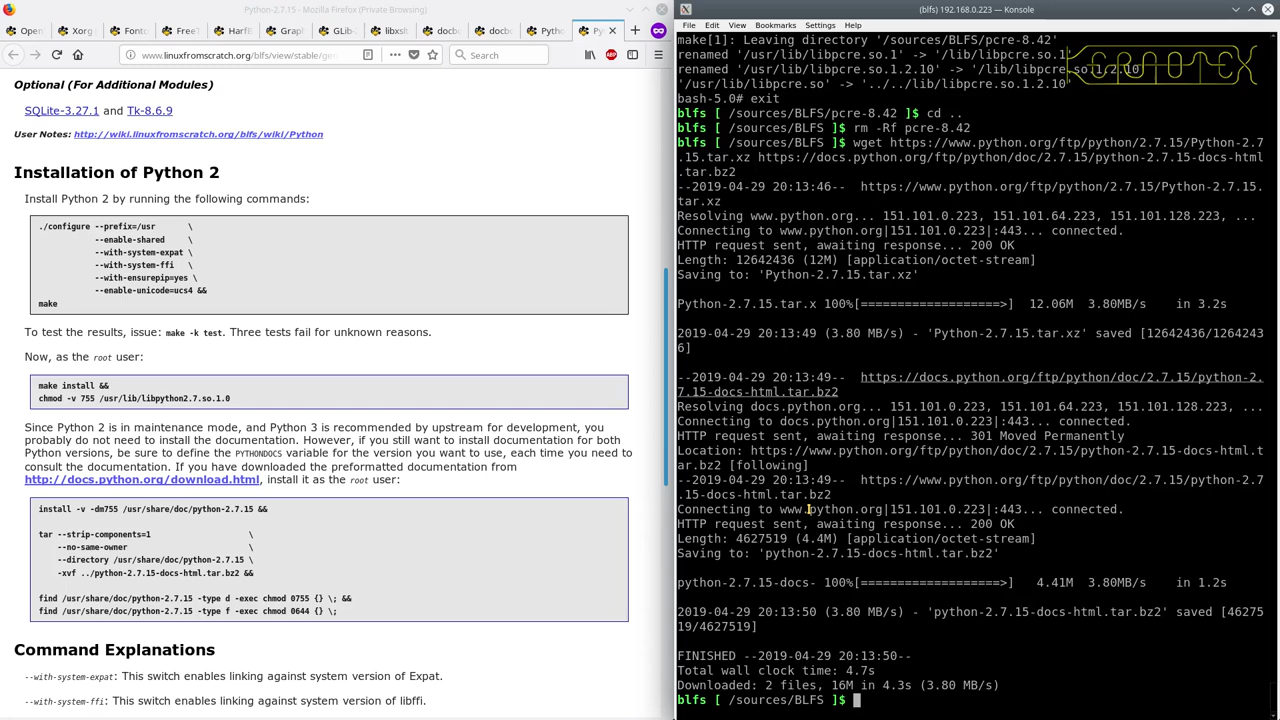 Python-2.7.15 - Mozilla Firefox (Private Browsing)
Open
Xorg
Fonto
FreeT
HarfB
Grap
GLib-
libxsl
docb
docb
Pytho
Py
www.linuxfromscratch.org/blfs/view/stable/ge
Search
Optional (For Additional Modules)
SQLite-3.27.1 and Tk-8.6.9
User Notes: http://wiki.linuxfromscratch.org/blfs/wiki/Python
Installation of Python 2
Install Python 2 by running the following commands:
./configure --prefix=/usr \
--enable-shared \
--with-system-expat \
--with-system-ffi \
--with-ensurepip=yes \
--enable-unicode=ucs4 &&
make
To test the results, issue: make -k test. Three tests fail for unknown reasons.
Now, as the root user:
make install &&
chmod -v 755 /usr/lib/libpython2.7.so.1.0
Since Python 2 is in maintenance mode, and Python 3 is recommended by upstream for development, you
probably do not need to install the documentation. However, if you still want to install documentation for both
Python versions, be sure to define the PYTHONDOCS variable for the version you want to use, each time you need to
consult the documentation. If you have downloaded the preformatted documentation from
http://docs.python.org/download.html, install it as the root user:
install -v -dm755 /usr/share/doc/python-2.7.15 &&
tar --strip-components=1 \
--no-same-owner \
--directory /usr/share/doc/python-2.7.15 \
-xvf ../python-2.7.15-docs-html.tar.bz2 &&
find /usr/share/doc/python-2.7.15 -type d -exec chmod 0755 {} \; &&
find /usr/share/doc/python-2.7.15 -type f -exec chmod 0644 {} \;
Command Explanations
--with-system-expat: This switch enables linking against system version of Expat.
--with-system-ffi: This switch enables linking against system version of libffi.
(blfs) 192.168.0.223 — Konsole
File Edit View Bookmarks Settings Help
make[1]: Leaving directory '/sources/BLFS/pcre-8.42'
renamed '/usr/lib/libpcre.so.1' -> '/lib/libpcre.so.1'
renamed '/usr/lib/libpcre.so.1.2.10' -> '/lib/libpcre.so.1.2.10'
'/usr/lib/libpcre.so' -> '../../lib/libpcre.so.1.2.10'
bash-5.0# exit
blfs [ /sources/BLFS/pcre-8.42 ]$ cd ..
blfs [ /sources/BLFS ]$ rm -Rf pcre-8.42
blfs [ /sources/BLFS ]$ wget https://www.python.org/ftp/python/2.7.15/Python-2.7
.15.tar.xz https://docs.python.org/ftp/python/doc/2.7.15/python-2.7.15-docs-html
.tar.bz2
--2019-04-29 20:13:46-- https://www.python.org/ftp/python/2.7.15/Python-2.7.15.
tar.xz
Resolving www.python.org... 151.101.0.223, 151.101.64.223, 151.101.128.223, ...
Connecting to www.python.org|151.101.0.223|:443... connected.
HTTP request sent, awaiting response... 200 OK
Length: 12642436 (12M) [application/octet-stream]
Saving to: 'Python-2.7.15.tar.xz'
Python-2.7.15.tar.x 100%[===================>] 12.06M 3.80MB/s in 3.2s
2019-04-29 20:13:49 (3.80 MB/s) - 'Python-2.7.15.tar.xz' saved [12642436/1264243
6]
--2019-04-29 20:13:49-- https://docs.python.org/ftp/python/doc/2.7.15/python-2.
7.15-docs-html.tar.bz2
Resolving docs.python.org... 151.101.0.223, 151.101.64.223, 151.101.128.223, ...
Connecting to docs.python.org|151.101.0.223|:443... connected.
HTTP request sent, awaiting response... 301 Moved Permanently
Location: https://www.python.org/ftp/python/doc/2.7.15/python-2.7.15-docs-html.t
ar.bz2 [following]
--2019-04-29 20:13:49-- https://www.python.org/ftp/python/doc/2.7.15/python-2.7
.15-docs-html.tar.bz2
Connecting to www.python.org|151.101.0.223|:443... connected.
HTTP request sent, awaiting response... 200 OK
Length: 4627519 (4.4M) [application/octet-stream]
Saving to: 'python-2.7.15-docs-html.tar.bz2'
python-2.7.15-docs- 100%[===================>] 4.41M 3.80MB/s in 1.2s
2019-04-29 20:13:50 (3.80 MB/s) - 'python-2.7.15-docs-html.tar.bz2' saved [46275
19/4627519]
FINISHED --2019-04-29 20:13:50--
Total wall clock time: 4.7s
Downloaded: 2 files, 16M in 4.3s (3.80 MB/s)
blfs [ /sources/BLFS ]$